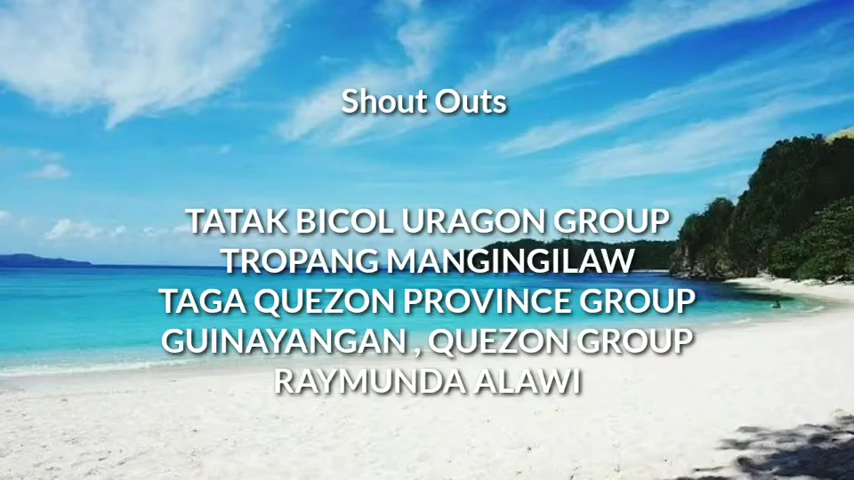 Shout Outs
TATAK BICOL URAGON GROUP
TROPANG MANGINGILAW
TAGA QUEZON PROVINCE GROUP
GUINAYANGAN , QUEZON GROUP
RAYMUNDA ALAWI